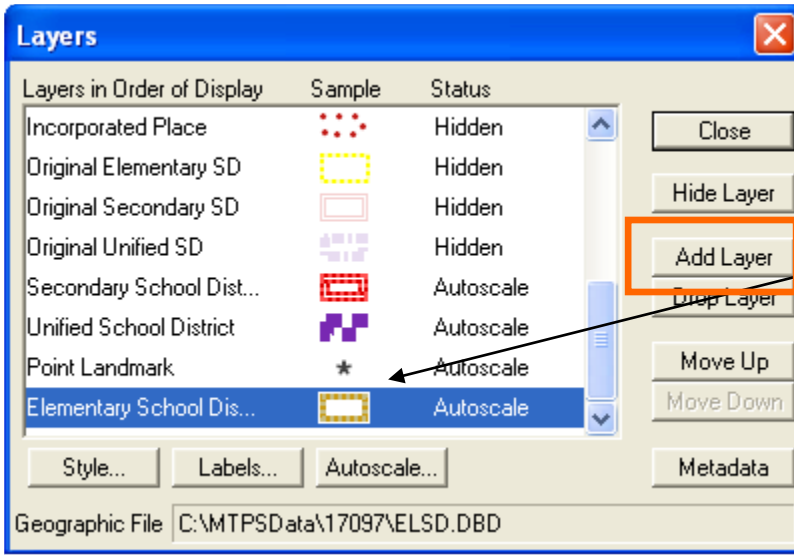 Layers
Layers in Order of Display Sample Status
Incorporated Place Hidden
Original Elementary SD Hidden
Original Secondary SD Hidden
Original Unified SD Hidden
Secondary School Dist... Autoscale
Unified School District Autoscale
Point Landmark Autoscale
Elementary School Dis... Autoscale
Close
Hide Layer
Add Layer
Drop Layer
Move Up
Move Down
Metadata
Style... Labels... Autoscale...
Geographic File C:\MTPSData\17097\ELSD.DBD